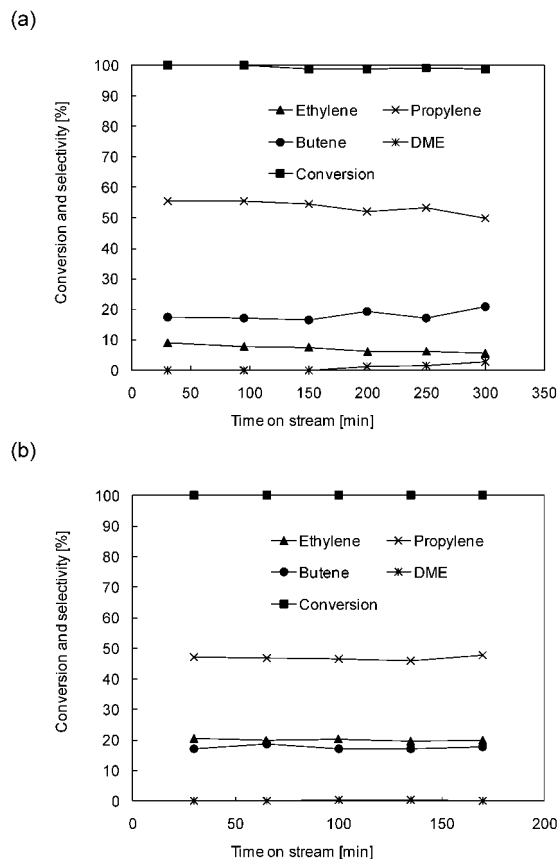 (a)
100
90
80
70
60
50
40
30
20
10
0
Conversion and selectivity [%]
Ethylene Propylene
Butene DME
Conversion
0 50 100 150 200 250 300 350
Time on stream [min]
(b)
100
90
80
70
60
50
40
30
20
10
0
Conversion and selectivity [%]
Ethylene Propylene
Butene DME
Conversion
0 50 100 150 200
Time on stream [min]